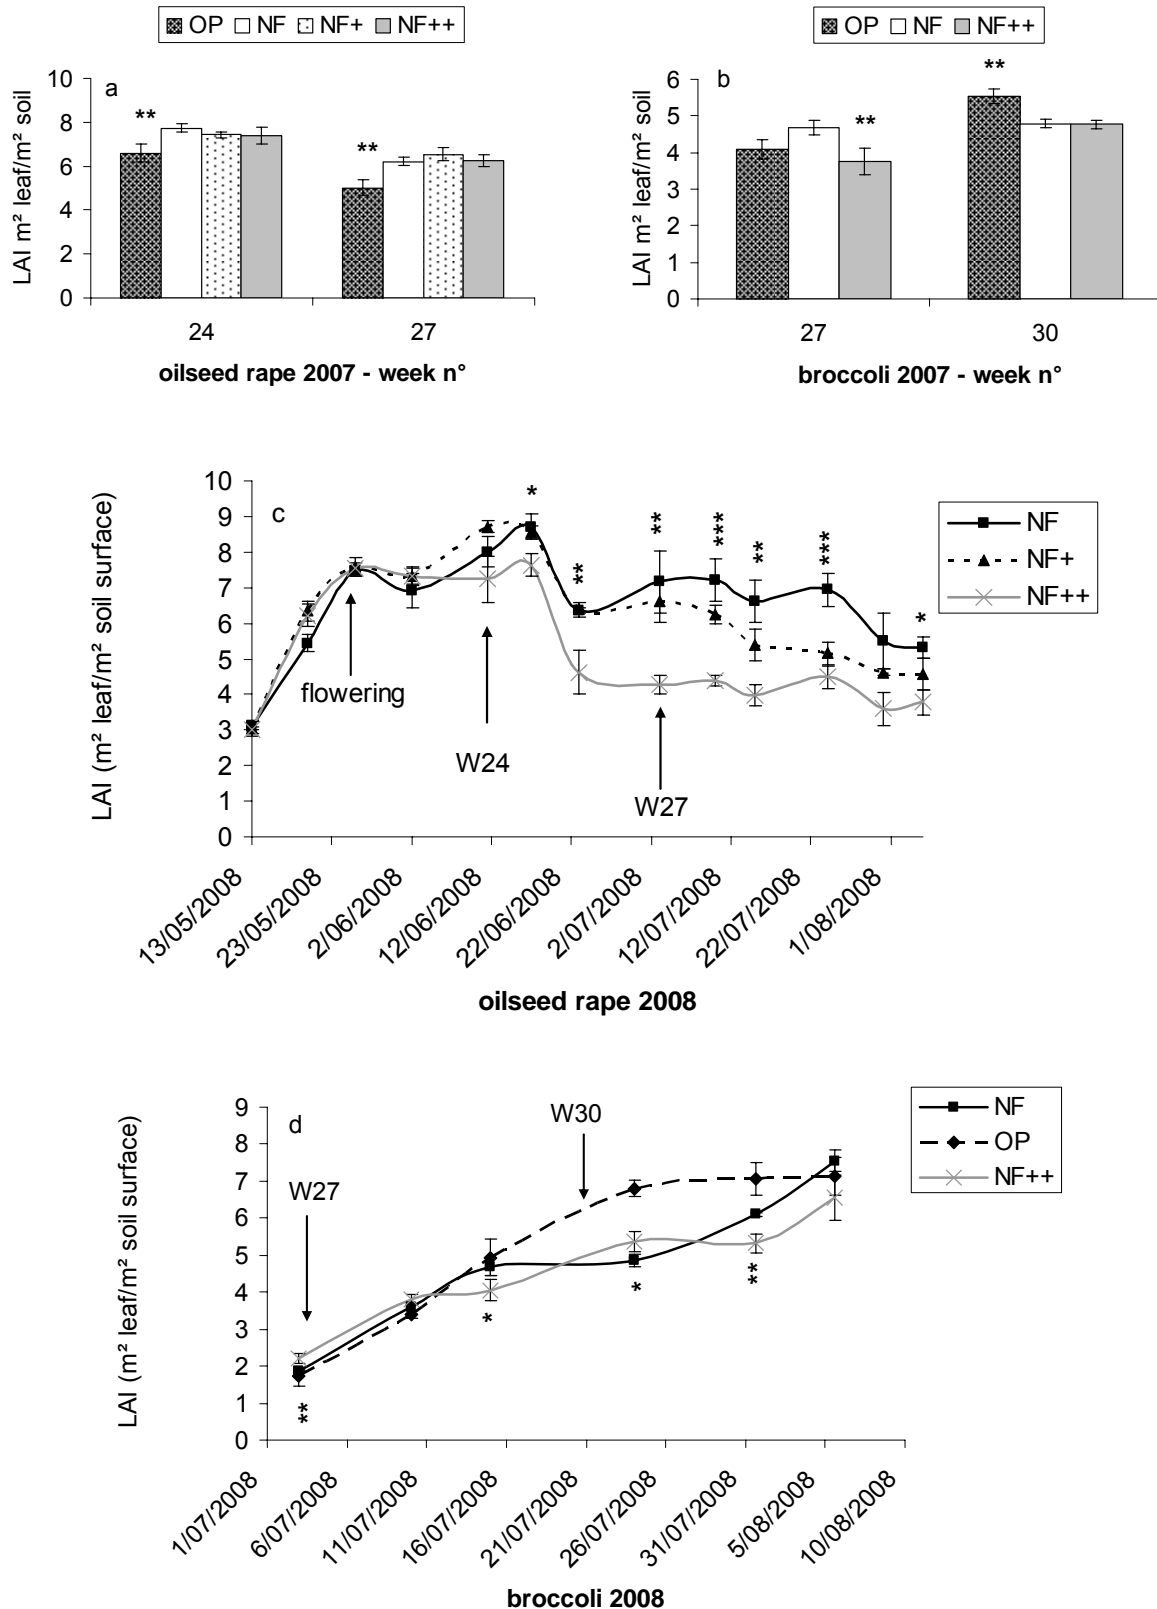 OP NF NF+ NF++
OP NF NF++
a
10
8
6
4
2
0
LAI m² leaf/m² soil
**
**
24 27
oilseed rape 2007 - week n°
b
6
5
4
3
2
1
0
LAI m² leaf/m² soil
**
**
27 30
broccoli 2007 - week n°
c
10
9
8
7
6
5
4
3
2
1
0
LAI (m² leaf/m² soil surface)
*
**
**
***
**
***
*
flowering
W24
W27
NF
NF+
NF++
13/05/2008
23/05/2008
2/06/2008
12/06/2008
22/06/2008
2/07/2008
12/07/2008
22/07/2008
1/08/2008
oilseed rape 2008
d
9
8
7
6
5
4
3
2
1
0
LAI (m² leaf/m² soil surface)
W27
W30
**
*
*
**
NF
OP
NF++
1/07/2008
6/07/2008
11/07/2008
16/07/2008
21/07/2008
26/07/2008
31/07/2008
5/08/2008
10/08/2008
broccoli 2008